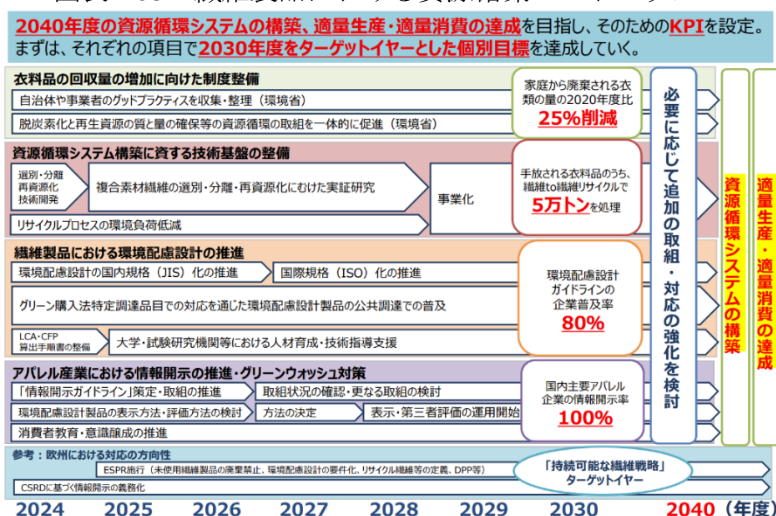 2040年度の資源循環システムの構築、適量生産・適量消費の達成を目指し、そのためのKPIを設定。
まずは、それぞれの項目で2030年度をターゲットイヤーとした個別目標を達成していく。
衣料品の回収量の増加に向けた制度整備
自治体や事業者のグッドプラクティスを収集・整理（環境省）
脱炭素化と再生資源の質と量の確保等の資源循環の取組を一体的に促進（環境省）
家庭から廃棄される衣
類の量の2020年度比
25%削減
資源循環システム構築に資する技術基盤の整備
選別・分離
再資源化
技術開発
複合素材繊維の選別・分離・再資源化にむけた実証研究
事業化
リサイクルプロセスの環境負荷低減
手放される衣料品のうち、
繊維to繊維リサイクルで
5万トンを処理
繊維製品における環境配慮設計の推進
環境配慮設計の国内規格（JIS）化の推進
国際規格（ISO）化の推進
グリーン購入法特定調達品目での対応を通じた環境配慮設計製品の公共調達での普及
LCA・CFP
算出手順書の整備
大学・試験研究機関等における人材育成・技術指導支援
環境配慮設計
ガイドラインの
企業普及率
80%
アパレル産業における情報開示の推進・グリーンウォッシュ対策
「情報開示ガイドライン」策定・取組の推進
取組状況の確認・更なる取組の検討
環境配慮設計製品の表示方法・評価方法の検討
方法の決定
表示・第三者評価の運用開始
消費者教育・意識醸成の推進
国内主要アパレル
企業の情報開示率
100%
必要に応じて追加の取組・対応の強化を検討
資源循環システムの構築
適量生産・適量消費の達成
参考：欧州における対応の方向性
ESPR施行（未使用繊維製品の廃棄禁止、環境配慮設計の要件化、リサイクル繊維等の定義、DPP等）
CSRDに基づく情報開示の義務化
「持続可能な繊維戦略」
ターゲットイヤー
2024 2025 2026 2027 2028 2029 2030 2040（年度）